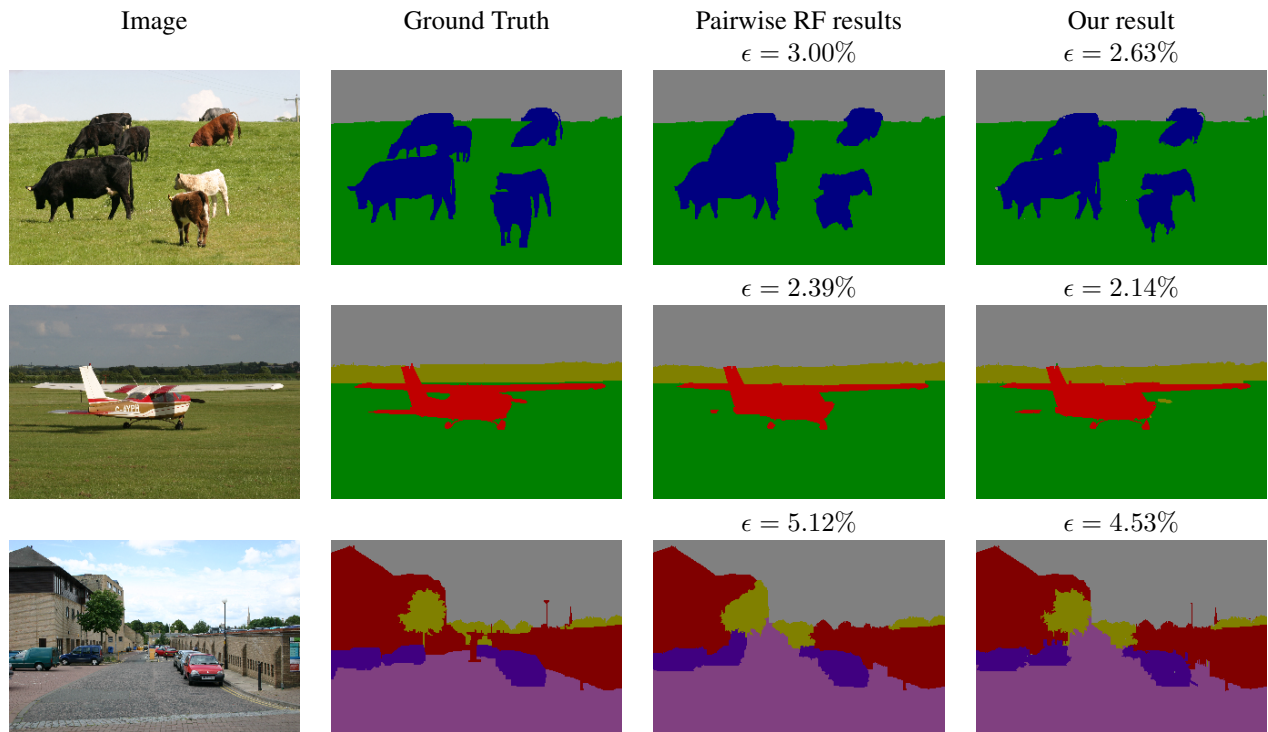 Image Ground Truth Pairwise RF results Our result
ϵ = 3.00% ϵ = 2.63%
ϵ = 2.39% ϵ = 2.14%
ϵ = 5.12% ϵ = 4.53%